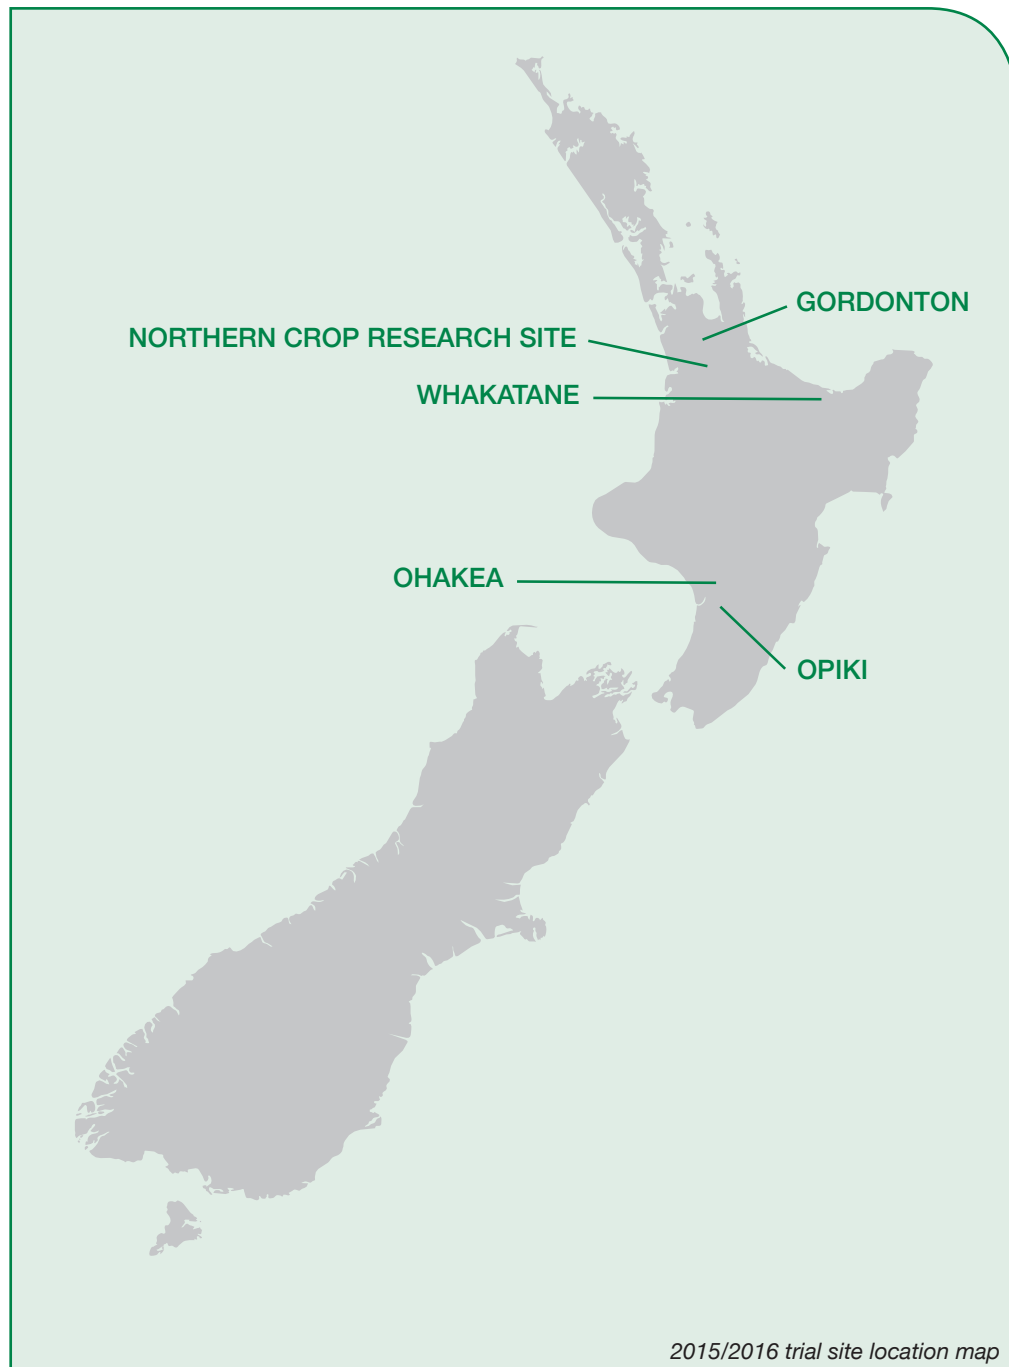 GORDONTON
NORTHERN CROP RESEARCH SITE
WHAKATANE
OHAKEA
OPIKI
2015/2016 trial site location map